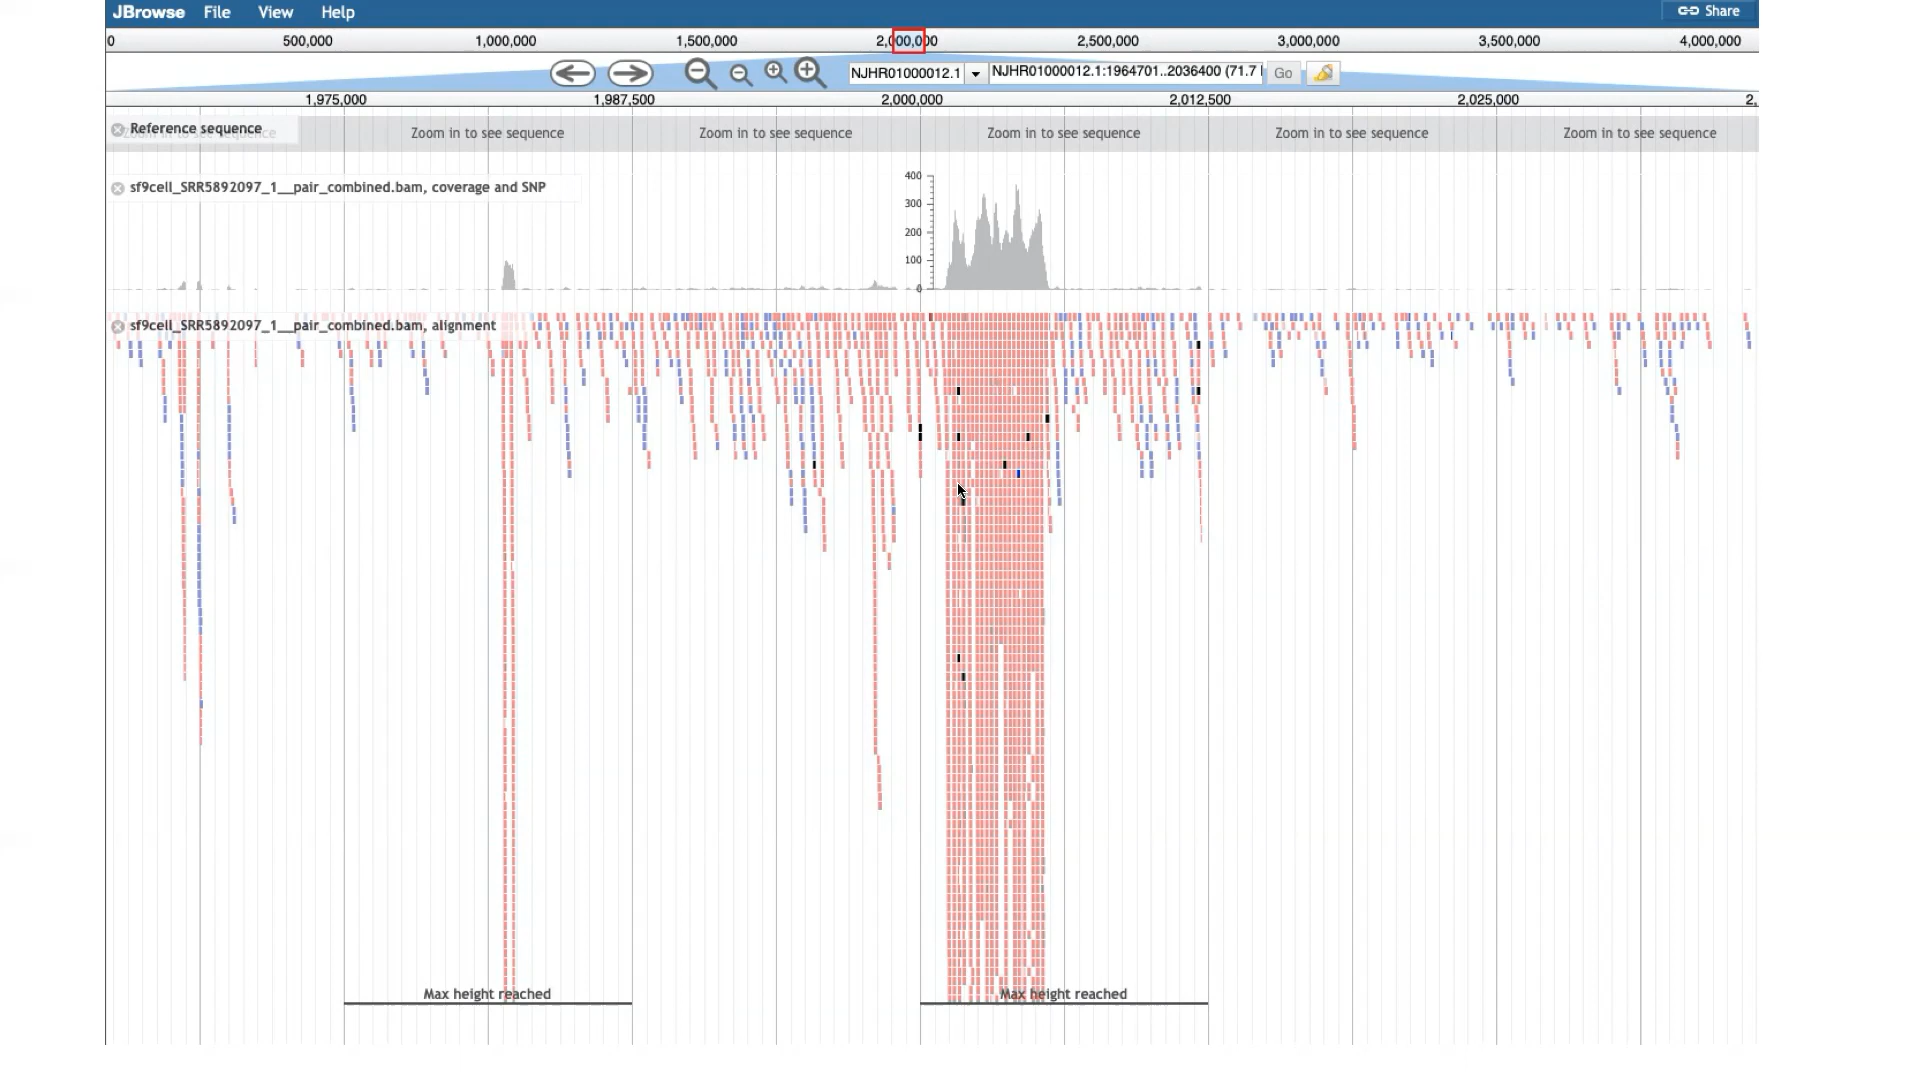 JBrowse File View Help Share
0 500,000 1,000,000 1,500,000 2,000,000 2,500,000 3,000,000 3,500,000 4,000,000
NJHR01000012.1 NJHR01000012.1:1964701..2036400 (71.7 Go
1,975,000 1,987,500 2,000,000 2,012,500 2,025,000 2,
Reference sequence Zoom in to see sequence Zoom in to see sequence Zoom in to see sequence Zoom in to see sequence Zoom in to see sequence
sf9cell_SRR5892097_1__pair_combined.bam, coverage and SNP
400
300
200
100
0
sf9cell_SRR5892097_1__pair_combined.bam, alignment
Max height reached Max height reached